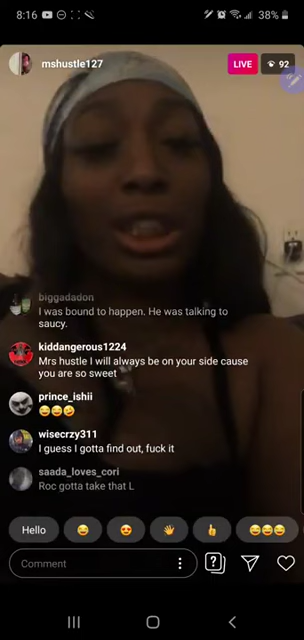 8:16
38%
mshustle127
LIVE
92
biggadadon
I was bound to happen. He was talking to
saucy.
kiddangerous1224
Mrs hustle I will always be on your side cause
you are so sweet
prince_ishii
😂😂🤣
wisecrzy311
I guess I gotta find out, fuck it
saada_loves_cori
Roc gotta take that L
Hello 😂 😍 👋 👍 😂😂😂
Comment